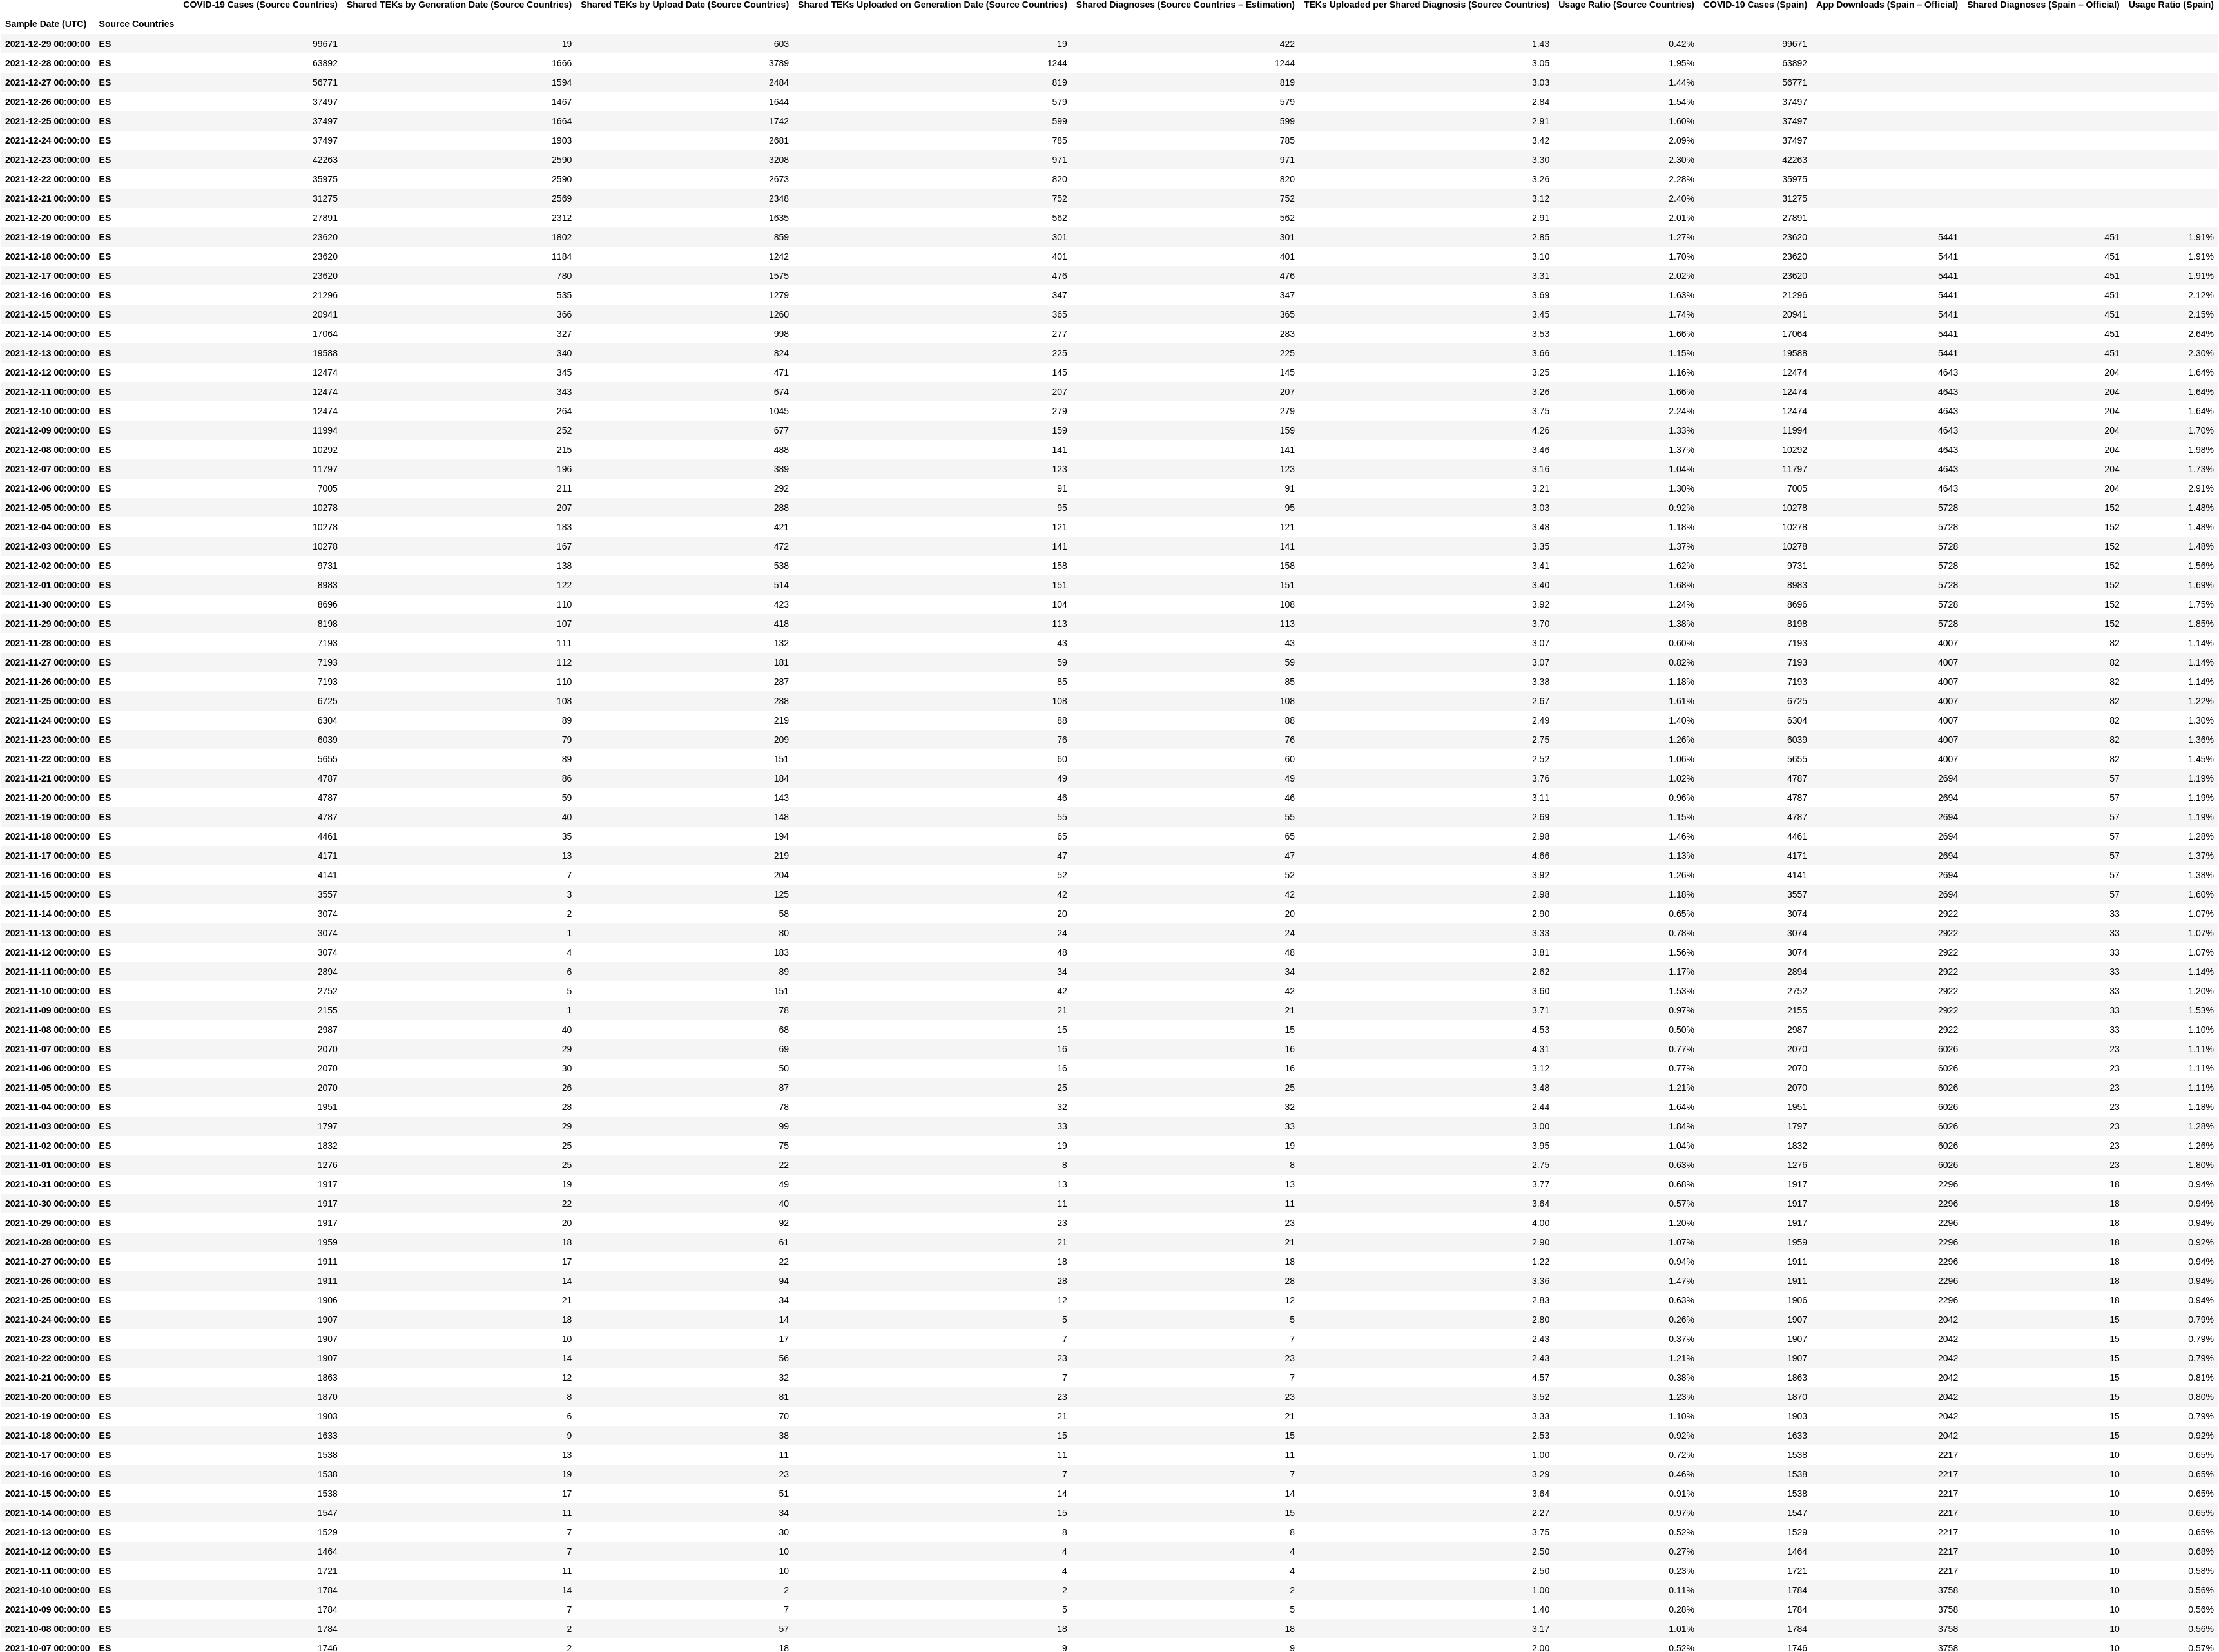 COVID-19 Cases (Source Countries) Shared TEKs by Generation Date (Source Countries) Shared TEKs by Upload Date (Source Countries) Shared TEKs Uploaded on Generation Date (Source Countries) Shared Diagnoses (Source Countries – Estimation) TEKs Uploaded per Shared Diagnosis (Source Countries) Usage Ratio (Source Countries) COVID-19 Cases (Spain) App Downloads (Spain – Official) Shared Diagnoses (Spain – Official) Usage Ratio (Spain)
Sample Date (UTC) Source Countries
2021-12-29 00:00:00 ES 99671 19 603 19 422 1.43 0.42% 99671
2021-12-28 00:00:00 ES 63892 1666 3789 1244 1244 3.05 1.95% 63892
2021-12-27 00:00:00 ES 56771 1594 2484 819 819 3.03 1.44% 56771
2021-12-26 00:00:00 ES 37497 1467 1644 579 579 2.84 1.54% 37497
2021-12-25 00:00:00 ES 37497 1664 1742 599 599 2.91 1.60% 37497
2021-12-24 00:00:00 ES 37497 1903 2681 785 785 3.42 2.09% 37497
2021-12-23 00:00:00 ES 42263 2590 3208 971 971 3.30 2.30% 42263
2021-12-22 00:00:00 ES 35975 2590 2673 820 820 3.26 2.28% 35975
2021-12-21 00:00:00 ES 31275 2569 2348 752 752 3.12 2.40% 31275
2021-12-20 00:00:00 ES 27891 2312 1635 562 562 2.91 2.01% 27891
2021-12-19 00:00:00 ES 23620 1802 859 301 301 2.85 1.27% 23620 5441 451 1.91%
2021-12-18 00:00:00 ES 23620 1184 1242 401 401 3.10 1.70% 23620 5441 451 1.91%
2021-12-17 00:00:00 ES 23620 780 1575 476 476 3.31 2.02% 23620 5441 451 1.91%
2021-12-16 00:00:00 ES 21296 535 1279 347 347 3.69 1.63% 21296 5441 451 2.12%
2021-12-15 00:00:00 ES 20941 366 1260 365 365 3.45 1.74% 20941 5441 451 2.15%
2021-12-14 00:00:00 ES 17064 327 998 277 283 3.53 1.66% 17064 5441 451 2.64%
2021-12-13 00:00:00 ES 19588 340 824 225 225 3.66 1.15% 19588 5441 451 2.30%
2021-12-12 00:00:00 ES 12474 345 471 145 145 3.25 1.16% 12474 4643 204 1.64%
2021-12-11 00:00:00 ES 12474 343 674 207 207 3.26 1.66% 12474 4643 204 1.64%
2021-12-10 00:00:00 ES 12474 264 1045 279 279 3.75 2.24% 12474 4643 204 1.64%
2021-12-09 00:00:00 ES 11994 252 677 159 159 4.26 1.33% 11994 4643 204 1.70%
2021-12-08 00:00:00 ES 10292 215 488 141 141 3.46 1.37% 10292 4643 204 1.98%
2021-12-07 00:00:00 ES 11797 196 389 123 123 3.16 1.04% 11797 4643 204 1.73%
2021-12-06 00:00:00 ES 7005 211 292 91 91 3.21 1.30% 7005 4643 204 2.91%
2021-12-05 00:00:00 ES 10278 207 288 95 95 3.03 0.92% 10278 5728 152 1.48%
2021-12-04 00:00:00 ES 10278 183 421 121 121 3.48 1.18% 10278 5728 152 1.48%
2021-12-03 00:00:00 ES 10278 167 472 141 141 3.35 1.37% 10278 5728 152 1.48%
2021-12-02 00:00:00 ES 9731 138 538 158 158 3.41 1.62% 9731 5728 152 1.56%
2021-12-01 00:00:00 ES 8983 122 514 151 151 3.40 1.68% 8983 5728 152 1.69%
2021-11-30 00:00:00 ES 8696 110 423 104 108 3.92 1.24% 8696 5728 152 1.75%
2021-11-29 00:00:00 ES 8198 107 418 113 113 3.70 1.38% 8198 5728 152 1.85%
2021-11-28 00:00:00 ES 7193 111 132 43 43 3.07 0.60% 7193 4007 82 1.14%
2021-11-27 00:00:00 ES 7193 112 181 59 59 3.07 0.82% 7193 4007 82 1.14%
2021-11-26 00:00:00 ES 7193 110 287 85 85 3.38 1.18% 7193 4007 82 1.14%
2021-11-25 00:00:00 ES 6725 108 288 108 108 2.67 1.61% 6725 4007 82 1.22%
2021-11-24 00:00:00 ES 6304 89 219 88 88 2.49 1.40% 6304 4007 82 1.30%
2021-11-23 00:00:00 ES 6039 79 209 76 76 2.75 1.26% 6039 4007 82 1.36%
2021-11-22 00:00:00 ES 5655 89 151 60 60 2.52 1.06% 5655 4007 82 1.45%
2021-11-21 00:00:00 ES 4787 86 184 49 49 3.76 1.02% 4787 2694 57 1.19%
2021-11-20 00:00:00 ES 4787 59 143 46 46 3.11 0.96% 4787 2694 57 1.19%
2021-11-19 00:00:00 ES 4787 40 148 55 55 2.69 1.15% 4787 2694 57 1.19%
2021-11-18 00:00:00 ES 4461 35 194 65 65 2.98 1.46% 4461 2694 57 1.28%
2021-11-17 00:00:00 ES 4171 13 219 47 47 4.66 1.13% 4171 2694 57 1.37%
2021-11-16 00:00:00 ES 4141 7 204 52 52 3.92 1.26% 4141 2694 57 1.38%
2021-11-15 00:00:00 ES 3557 3 125 42 42 2.98 1.18% 3557 2694 57 1.60%
2021-11-14 00:00:00 ES 3074 2 58 20 20 2.90 0.65% 3074 2922 33 1.07%
2021-11-13 00:00:00 ES 3074 1 80 24 24 3.33 0.78% 3074 2922 33 1.07%
2021-11-12 00:00:00 ES 3074 4 183 48 48 3.81 1.56% 3074 2922 33 1.07%
2021-11-11 00:00:00 ES 2894 6 89 34 34 2.62 1.17% 2894 2922 33 1.14%
2021-11-10 00:00:00 ES 2752 5 151 42 42 3.60 1.53% 2752 2922 33 1.20%
2021-11-09 00:00:00 ES 2155 1 78 21 21 3.71 0.97% 2155 2922 33 1.53%
2021-11-08 00:00:00 ES 2987 40 68 15 15 4.53 0.50% 2987 2922 33 1.10%
2021-11-07 00:00:00 ES 2070 29 69 16 16 4.31 0.77% 2070 6026 23 1.11%
2021-11-06 00:00:00 ES 2070 30 50 16 16 3.12 0.77% 2070 6026 23 1.11%
2021-11-05 00:00:00 ES 2070 26 87 25 25 3.48 1.21% 2070 6026 23 1.11%
2021-11-04 00:00:00 ES 1951 28 78 32 32 2.44 1.64% 1951 6026 23 1.18%
2021-11-03 00:00:00 ES 1797 29 99 33 33 3.00 1.84% 1797 6026 23 1.28%
2021-11-02 00:00:00 ES 1832 25 75 19 19 3.95 1.04% 1832 6026 23 1.26%
2021-11-01 00:00:00 ES 1276 25 22 8 8 2.75 0.63% 1276 6026 23 1.80%
2021-10-31 00:00:00 ES 1917 19 49 13 13 3.77 0.68% 1917 2296 18 0.94%
2021-10-30 00:00:00 ES 1917 22 40 11 11 3.64 0.57% 1917 2296 18 0.94%
2021-10-29 00:00:00 ES 1917 20 92 23 23 4.00 1.20% 1917 2296 18 0.94%
2021-10-28 00:00:00 ES 1959 18 61 21 21 2.90 1.07% 1959 2296 18 0.92%
2021-10-27 00:00:00 ES 1911 17 22 18 18 1.22 0.94% 1911 2296 18 0.94%
2021-10-26 00:00:00 ES 1911 14 94 28 28 3.36 1.47% 1911 2296 18 0.94%
2021-10-25 00:00:00 ES 1906 21 34 12 12 2.83 0.63% 1906 2296 18 0.94%
2021-10-24 00:00:00 ES 1907 18 14 5 5 2.80 0.26% 1907 2042 15 0.79%
2021-10-23 00:00:00 ES 1907 10 17 7 7 2.43 0.37% 1907 2042 15 0.79%
2021-10-22 00:00:00 ES 1907 14 56 23 23 2.43 1.21% 1907 2042 15 0.79%
2021-10-21 00:00:00 ES 1863 12 32 7 7 4.57 0.38% 1863 2042 15 0.81%
2021-10-20 00:00:00 ES 1870 8 81 23 23 3.52 1.23% 1870 2042 15 0.80%
2021-10-19 00:00:00 ES 1903 6 70 21 21 3.33 1.10% 1903 2042 15 0.79%
2021-10-18 00:00:00 ES 1633 9 38 15 15 2.53 0.92% 1633 2042 15 0.92%
2021-10-17 00:00:00 ES 1538 13 11 11 11 1.00 0.72% 1538 2217 10 0.65%
2021-10-16 00:00:00 ES 1538 19 23 7 7 3.29 0.46% 1538 2217 10 0.65%
2021-10-15 00:00:00 ES 1538 17 51 14 14 3.64 0.91% 1538 2217 10 0.65%
2021-10-14 00:00:00 ES 1547 11 34 15 15 2.27 0.97% 1547 2217 10 0.65%
2021-10-13 00:00:00 ES 1529 7 30 8 8 3.75 0.52% 1529 2217 10 0.65%
2021-10-12 00:00:00 ES 1464 7 10 4 4 2.50 0.27% 1464 2217 10 0.68%
2021-10-11 00:00:00 ES 1721 11 10 4 4 2.50 0.23% 1721 2217 10 0.58%
2021-10-10 00:00:00 ES 1784 14 2 2 2 1.00 0.11% 1784 3758 10 0.56%
2021-10-09 00:00:00 ES 1784 7 7 5 5 1.40 0.28% 1784 3758 10 0.56%
2021-10-08 00:00:00 ES 1784 2 57 18 18 3.17 1.01% 1784 3758 10 0.56%
2021-10-07 00:00:00 ES 1746 2 18 9 9 2.00 0.52% 1746 3758 10 0.57%